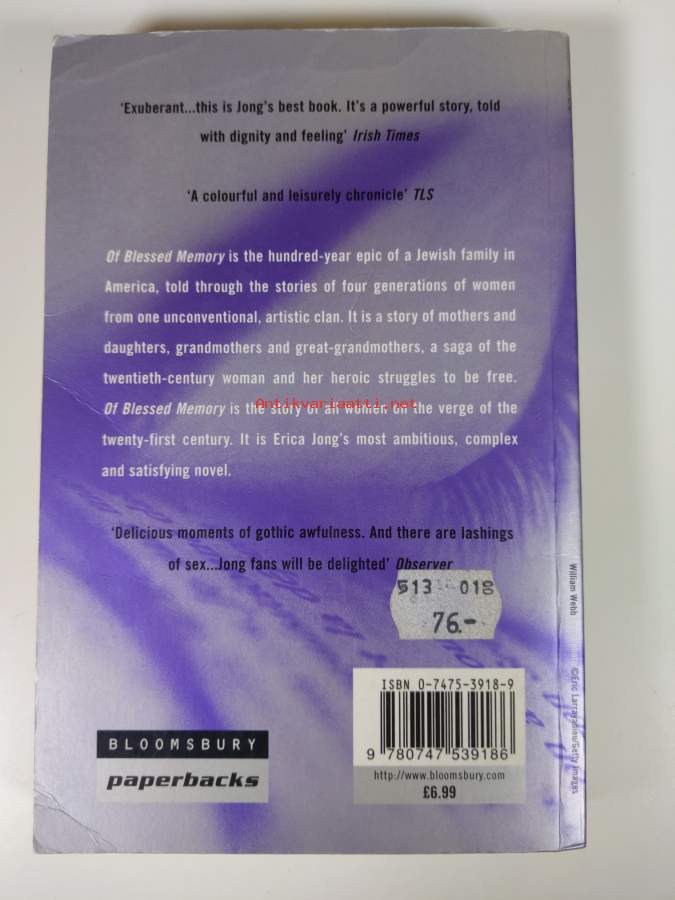 ‘Exuberant...this is Jong’s best book. It’s a powerful story, told
with dignity and feeling’ Irish Times
‘A colourful and leisurely chronicle’ TLS
Of Blessed Memory is the hundred-year epic of a Jewish family in
America, told through the stories of four generations of women
from one unconventional, artistic clan. It is a story of mothers and
daughters, grandmothers and great-grandmothers, a saga of the
twentieth-century woman and her heroic struggles to be free.
Antikvariaatti.net
Of Blessed Memory is the story of all women on the verge of the
twenty-first century. It is Erica Jong’s most ambitious, complex
and satisfying novel.
‘Delicious moments of gothic awfulness. And there are lashings
of sex...Jong fans will be delighted’ Observer
513 018
76.-
ISBN 0-7475-3918-9
9 780747 539186
http://www.bloomsbury.com
£6.99
BLOOMSBURY
paperbacks
William Webb
©Eric Larrayadieu/Getty Images